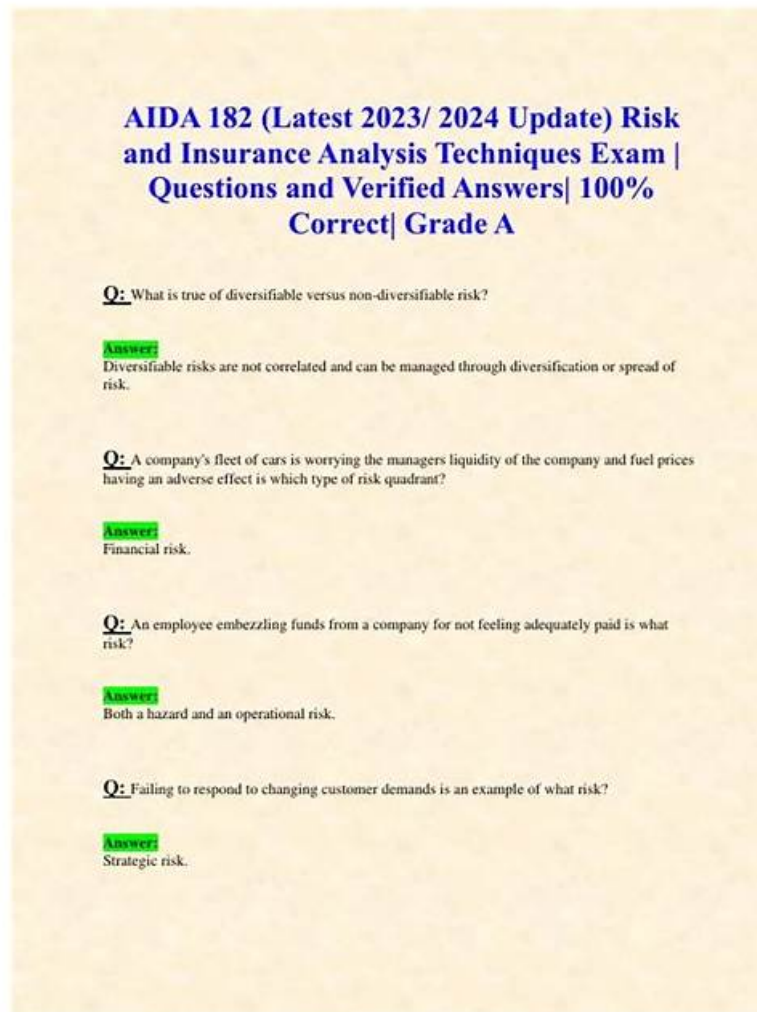 AIDA 182 (Latest 2023/ 2024 Update) Risk
and Insurance Analysis Techniques Exam |
Questions and Verified Answers| 100%
Correct| Grade A
Q: What is true of diversifiable versus non-diversifiable risk?
Answer:
Diversifiable risks are not correlated and can be managed through diversification or spread of
risk.
Q: A company's fleet of cars is worrying the managers liquidity of the company and fuel prices
having an adverse effect is which type of risk quadrant?
Answer:
Financial risk.
Q: An employee embezzling funds from a company for not feeling adequately paid is what
risk?
Answer:
Both a hazard and an operational risk.
Q: Failing to respond to changing customer demands is an example of what risk?
Answer:
Strategic risk.